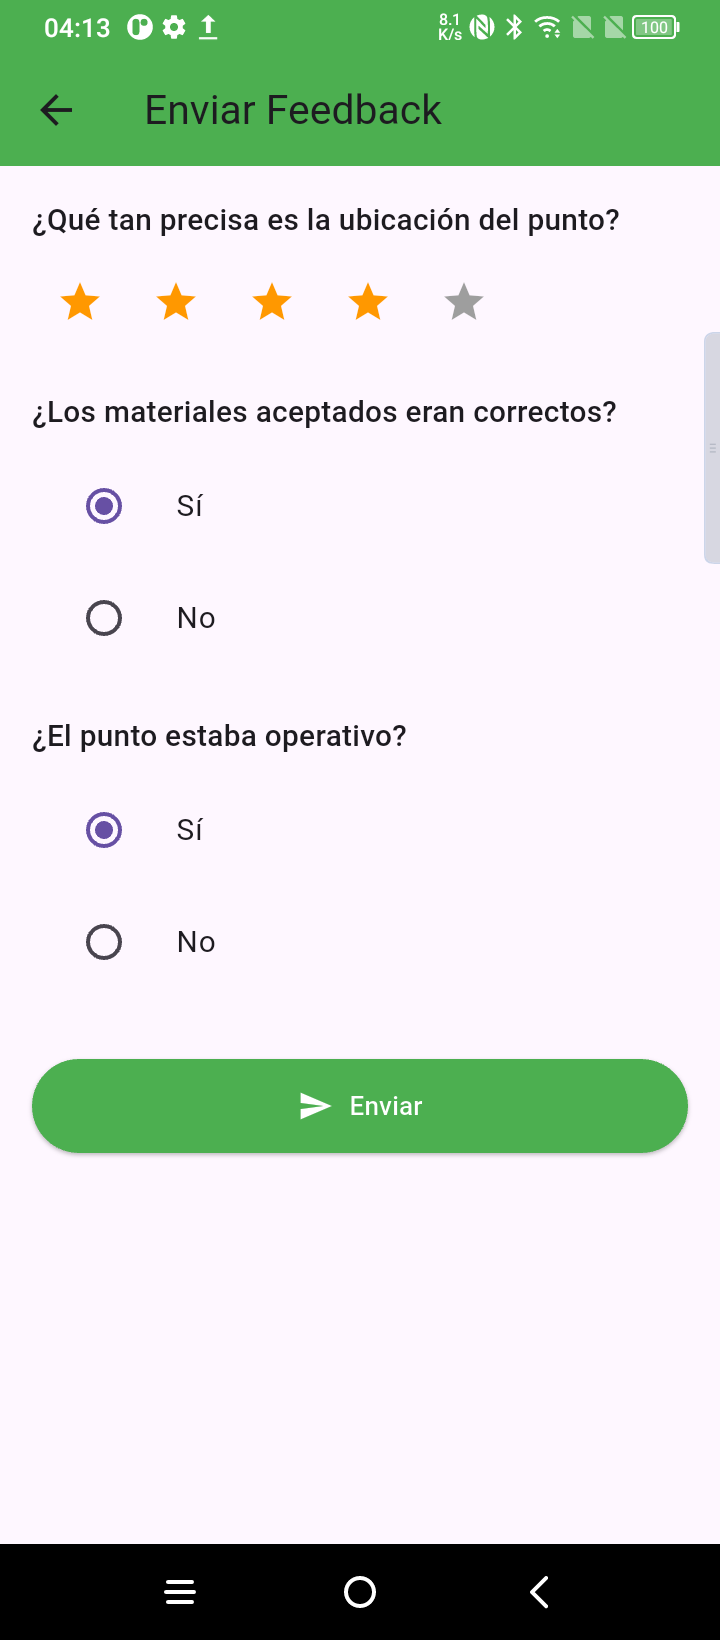 04:13 8.1 K/s 100
Enviar Feedback
¿Qué tan precisa es la ubicación del punto?
¿Los materiales aceptados eran correctos?
Sí
No
¿El punto estaba operativo?
Sí
No
Enviar